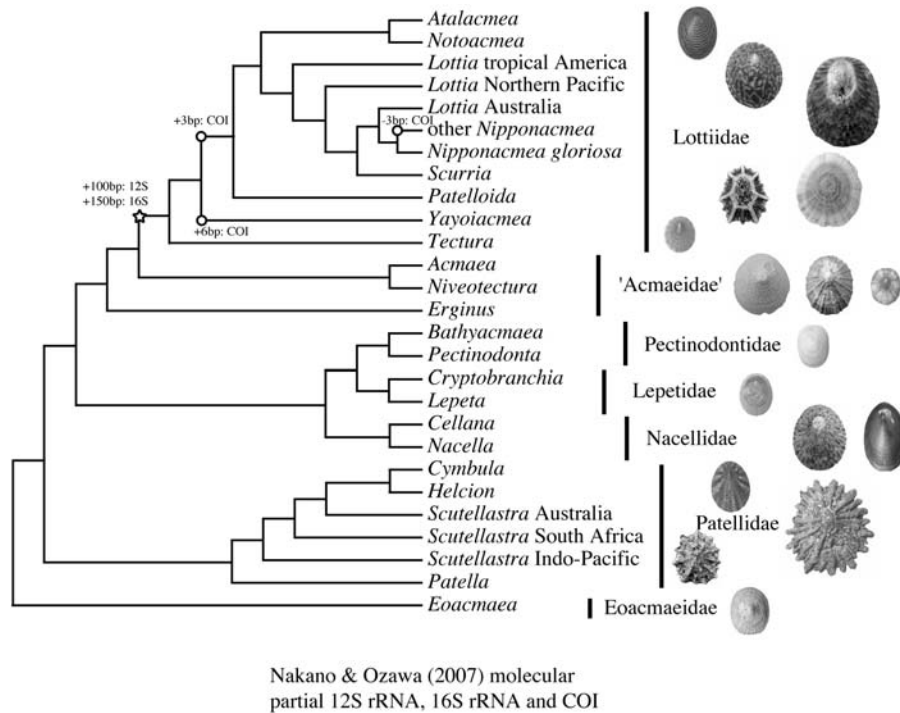 Atalacmea
Notoacmea
Lottia tropical America
Lottia Northern Pacific
Lottia Australia
+3bp: COI
-3bp: COI
other Nipponacmea
Lottiidae
Nipponacmea gloriosa
Scurria
+100bp: 12S
+150bp: 16S
Patelloida
Yayoiacmea
+6bp: COI
Tectura
Acmaea
'Acmaeidae'
Niveotectura
Erginus
Bathyacmaea
Pectinodontidae
Pectinodonta
Cryptobranchia
Lepetidae
Lepeta
Cellana
Nacellidae
Nacella
Cymbula
Helcion
Scutellastra Australia
Patellidae
Scutellastra South Africa
Scutellastra Indo-Pacific
Patella
Eoacmaea
Eoacmaeidae
Nakano & Ozawa (2007) molecular
partial 12S rRNA, 16S rRNA and COI